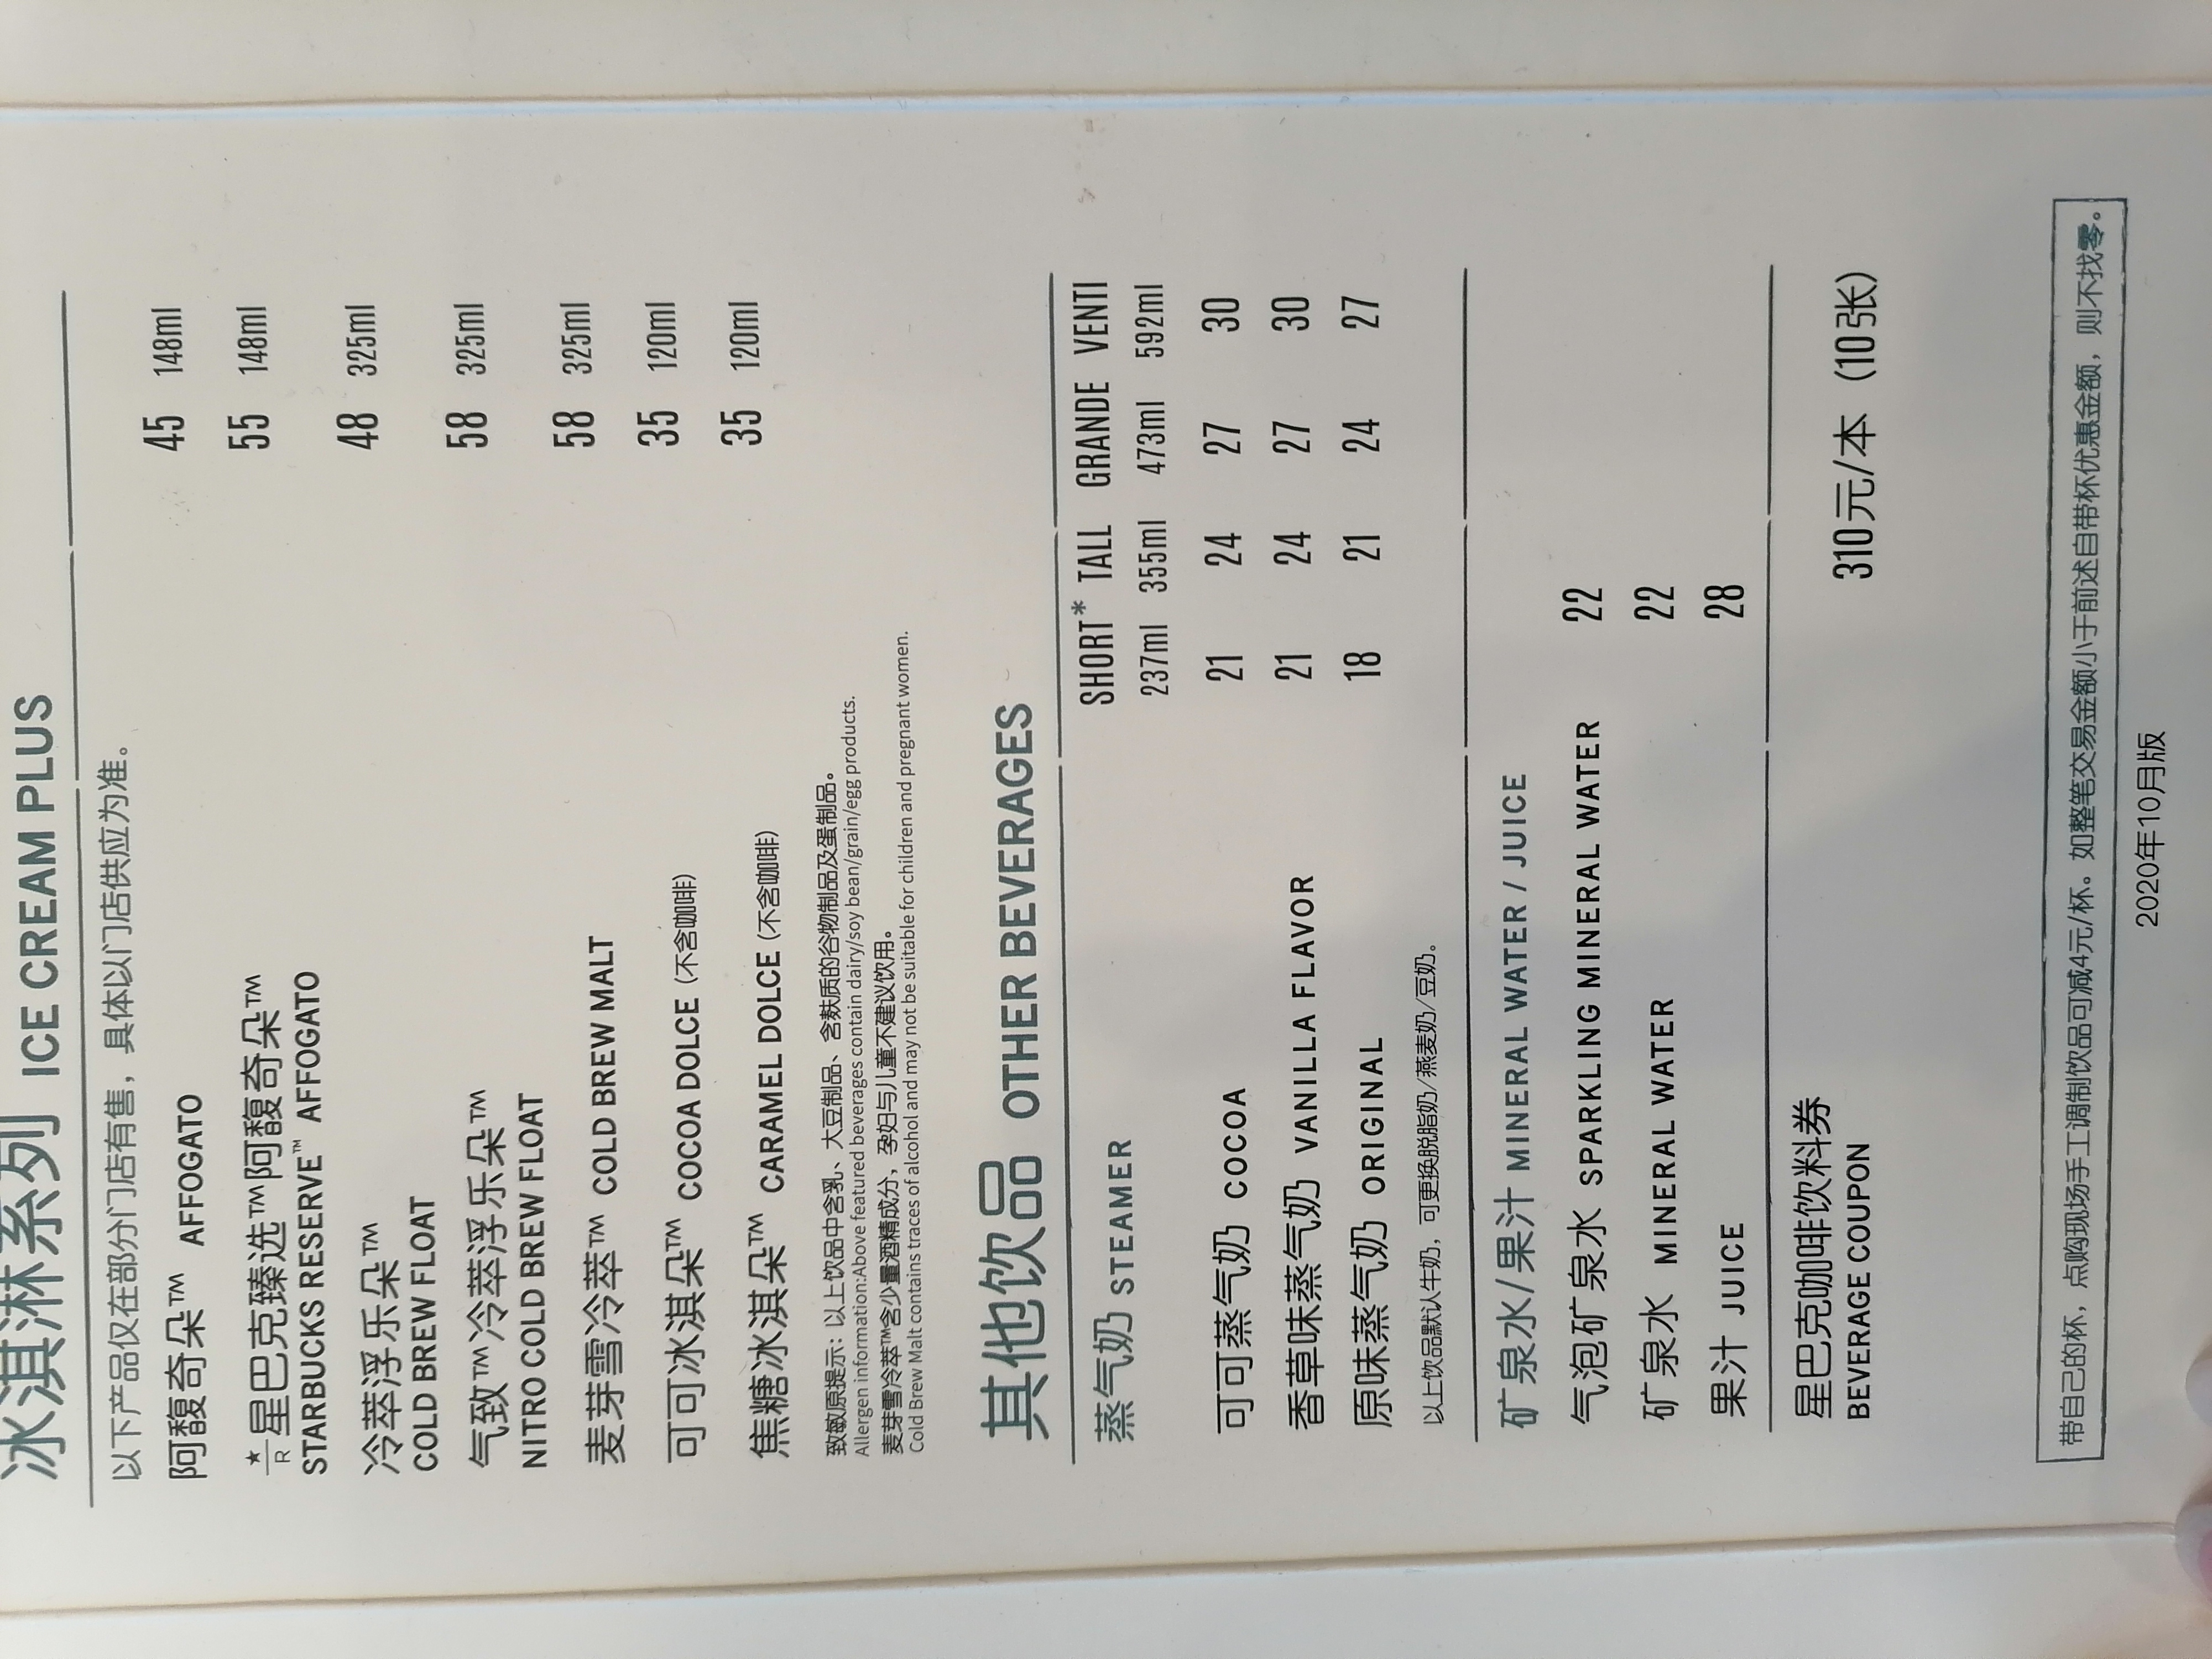 冰淇淋系列 ICE CREAM PLUS
以下产品仅在部分门店有售，具体以门店供应为准。
阿馥奇朵™ AFFOGATO 45 148ml
★
R
星巴克臻选™阿馥奇朵™ 55 148ml
STARBUCKS RESERVE™ AFFOGATO
冷萃浮乐朵™ 48 325ml
COLD BREW FLOAT
气致™冷萃浮乐朵™ 58 325ml
NITRO COLD BREW FLOAT
麦芽雪冷萃™ COLD BREW MALT 58 325ml
可可冰淇朵™ COCOA DOLCE (不含咖啡) 35 120ml
焦糖冰淇朵™ CARAMEL DOLCE (不含咖啡) 35 120ml
致敏原提示：以上饮品中含乳、大豆制品、含麸质的谷物制品及蛋制品。
Allergen information:Above featured beverages contain dairy/soy bean/grain/egg products.
麦芽雪冷萃™含少量酒精成分，孕妇与儿童不建议饮用。
Cold Brew Malt contains traces of alcohol and may not be suitable for children and pregnant women.
其他饮品 OTHER BEVERAGES
蒸气奶 STEAMER SHORT* TALL GRANDE VENTI
237ml 355ml 473ml 592ml
可可蒸气奶 COCOA 21 24 27 30
香草味蒸气奶 VANILLA FLAVOR 21 24 27 30
原味蒸气奶 ORIGINAL 18 21 24 27
以上饮品默认牛奶，可更换脱脂奶/燕麦奶/豆奶。
矿泉水/果汁 MINERAL WATER / JUICE
气泡矿泉水 SPARKLING MINERAL WATER 22
矿泉水 MINERAL WATER 22
果汁 JUICE 28
星巴克咖啡饮料券 310元/本（10张）
BEVERAGE COUPON
带自己的杯，点购现场手工调制饮品可减4元/杯。如整笔交易金额小于前述自带杯优惠金额，则不找零。
2020年10月版